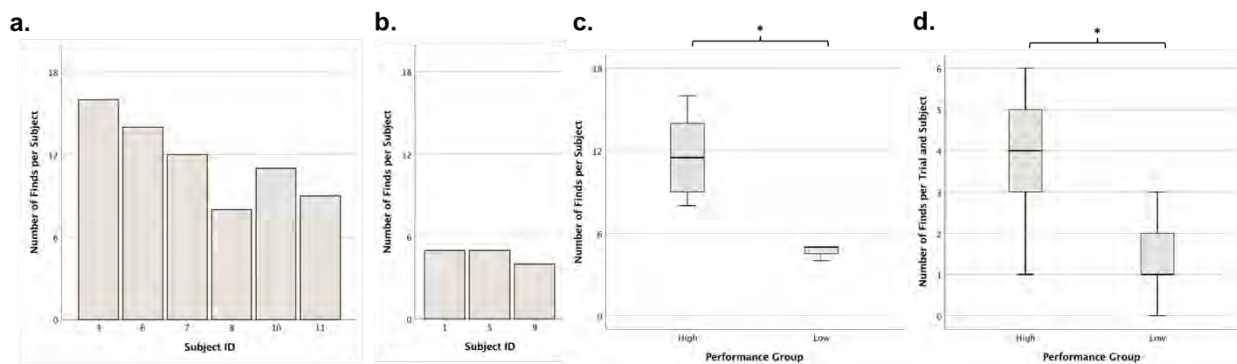 a.
Number of Finds per Subject
18
12
6
0
6 7 8 10 11
Subject ID
b.
Number of Finds per Subject
18
12
6
0
1 5 9
Subject ID
c.
*
Number of Finds per Subject
18
12
6
0
High Low
Performance Group
d.
*
Number of Finds per Trial and Subject
6
5
4
3
2
1
0
High Low
Performance Group